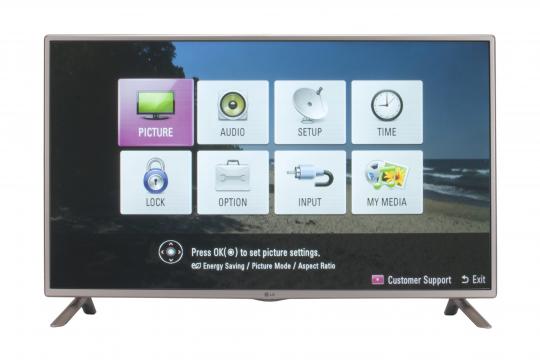 PICTURE
AUDIO
SETUP
TIME
LOCK
OPTION
INPUT
MY MEDIA
Press OK(◉) to set picture settings.
Energy Saving / Picture Mode / Aspect Ratio
Customer Support
Exit
LG